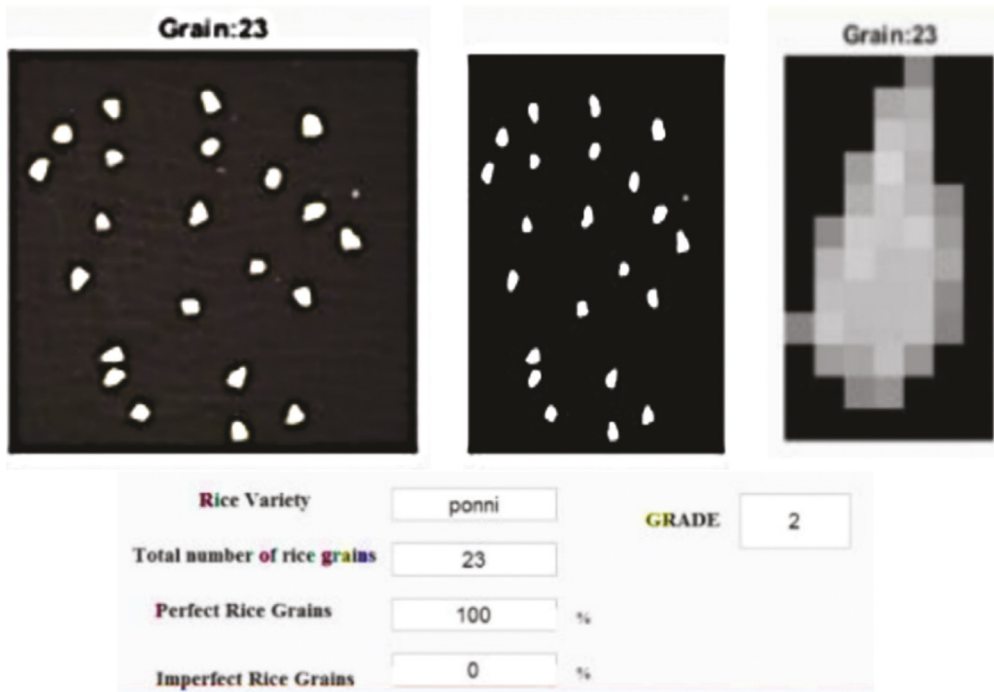 Grain:23
Grain:23
Rice Variety
ponni
GRADE
2
Total number of rice grains
23
Perfect Rice Grains
100
%
Imperfect Rice Grains
0
%